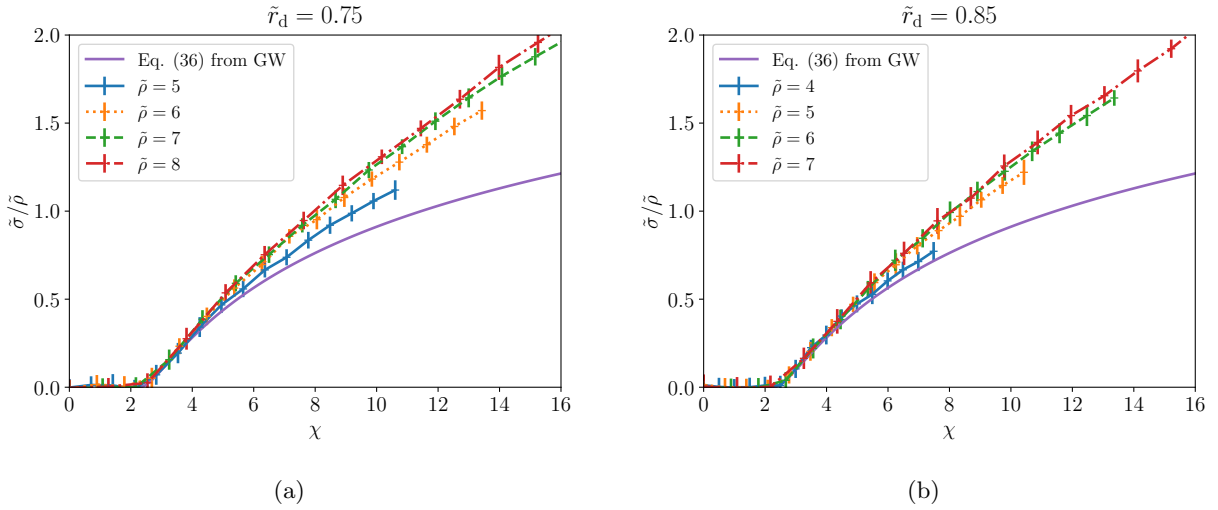 r̃_d = 0.75
2.0
1.5
1.0
0.5
0.0
σ̃/ρ̃
Eq. (36) from GW
ρ̃ = 5
ρ̃ = 6
ρ̃ = 7
ρ̃ = 8
0 2 4 6 8 10 12 14 16
χ
(a)
r̃_d = 0.85
2.0
1.5
1.0
0.5
0.0
σ̃/ρ̃
Eq. (36) from GW
ρ̃ = 4
ρ̃ = 5
ρ̃ = 6
ρ̃ = 7
0 2 4 6 8 10 12 14 16
χ
(b)